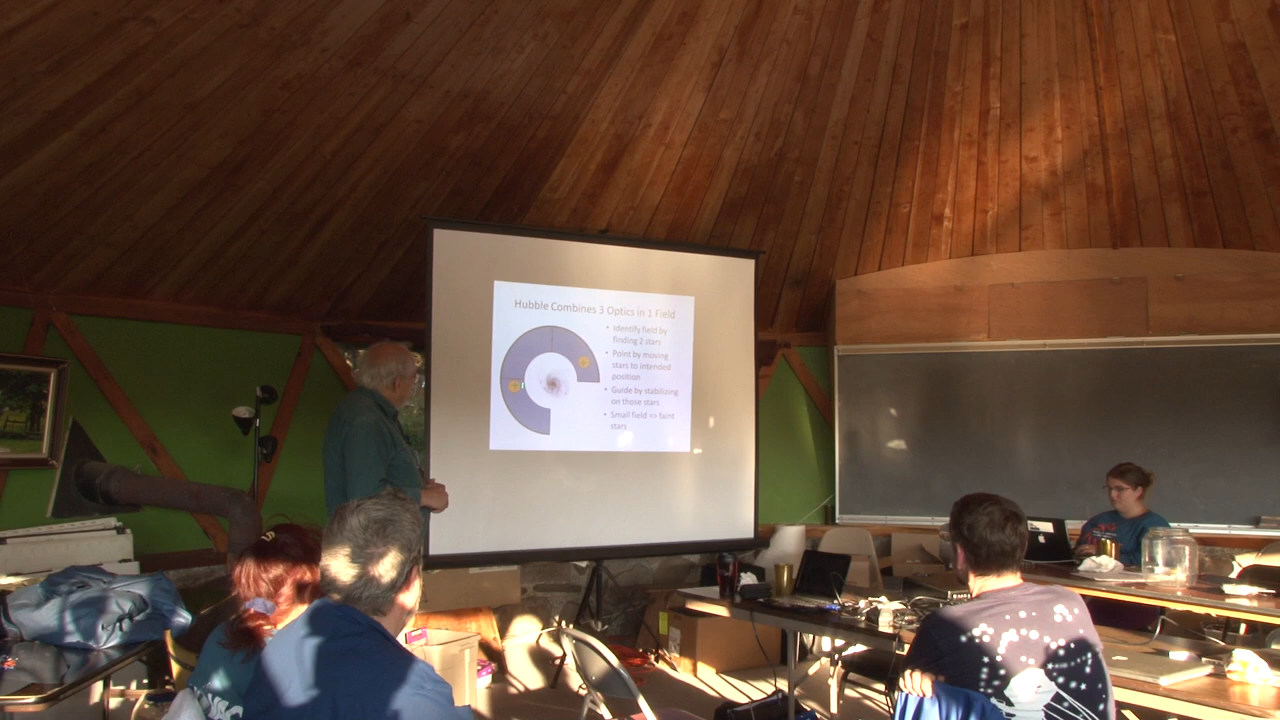 Hubble Combines 3 Optics in 1 Field
• Identify field by
finding 2 stars
• Point by moving
stars to intended
position
• Guide by stabilizing
on those stars
• Small field => faint
stars